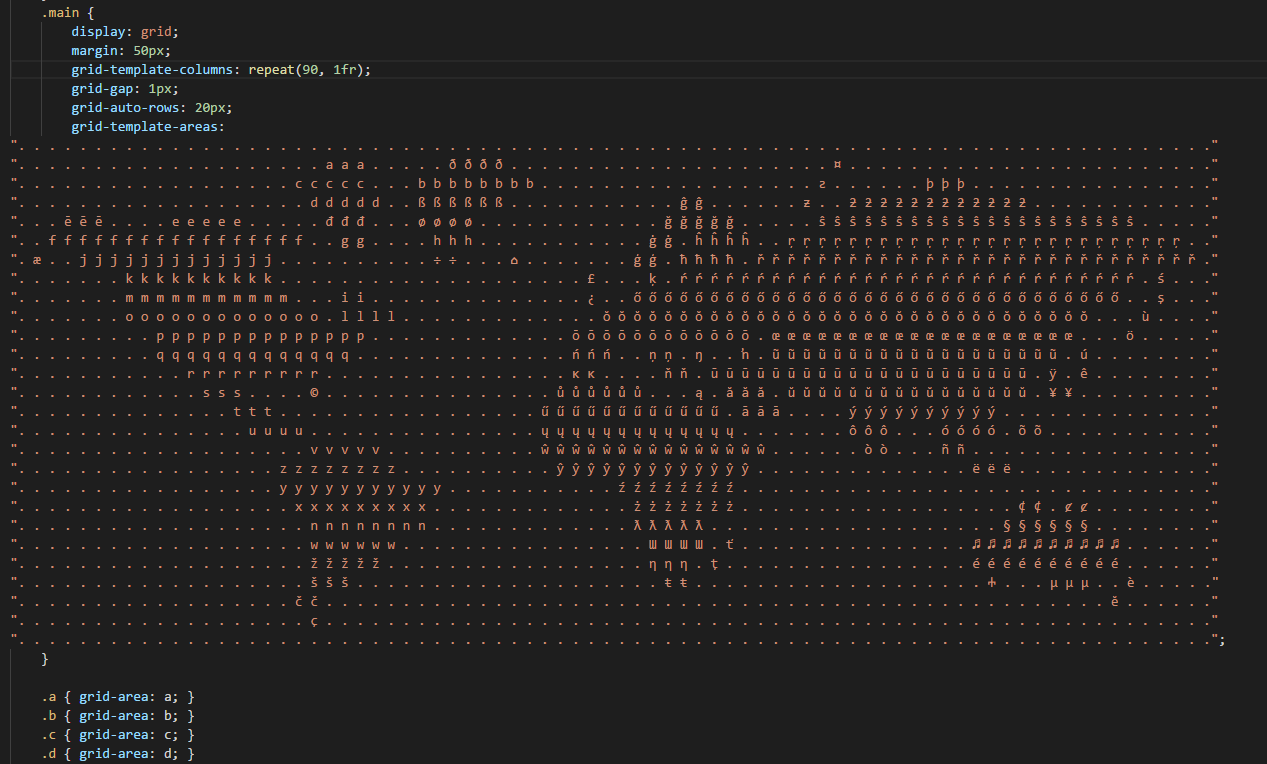 .main {
display: grid;
margin: 50px;
grid-template-columns: repeat(90, 1fr);
grid-gap: 1px;
grid-auto-rows: 20px;
grid-template-areas:
". . . . . . . . . . . . . . . . . . . . . . . . . . . . . . . . . . . . . . . . . . . . . . . . . . . . . . . . . . . . . . . . . . . . . . . . . . . . . ."
". . . . . . . . . . . . . . . . . . . . a a a . . . . . ð ð ð ð . . . . . . . . . . . . . . . . . . . . . ¤ . . . . . . . . . . . . . . . . . . . . . . . ."
". . . . . . . . . . . . . . . . . . c c c c c . . . b b b b b b b b . . . . . . . . . . . . . . . . . . ƨ . . . . . . þ þ þ . . . . . . . . . . . . . . . ."
". . . . . . . . . . . . . . . . . . . d d d d d . . ß ß ß ß ß ß . . . . . . . . . . . ĝ ĝ . . . . . . ƶ . . ƻ ƻ ƻ ƻ ƻ ƻ ƻ ƻ ƻ ƻ ƻ ƻ . . . . . . . . . . . ."
". . . ē ē ē . . . . e e e e e . . . . . đ đ đ . . . ø ø ø ø . . . . . . . . . . . . ğ ğ ğ ğ ğ . . . . . ŝ ŝ ŝ ŝ ŝ ŝ ŝ ŝ ŝ ŝ ŝ ŝ ŝ ŝ ŝ ŝ ŝ ŝ ŝ ŝ ŝ . . . . ."
". . f f f f f f f f f f f f f f f f f . . g g . . . . h h h . . . . . . . . . . . ġ ġ . ĥ ĥ ĥ ĥ . . ŗ ŗ ŗ ŗ ŗ ŗ ŗ ŗ ŗ ŗ ŗ ŗ ŗ ŗ ŗ ŗ ŗ ŗ ŗ ŗ ŗ ŗ ŗ ŗ ŗ ŗ . ."
". æ . . j j j j j j j j j j j j j . . . . . . . . . . ÷ ÷ . . . ⌂ . . . . . . . ģ ģ . ħ ħ ħ ħ . ř ř ř ř ř ř ř ř ř ř ř ř ř ř ř ř ř ř ř ř ř ř ř ř ř ř ř ř ř ."
". . . . . . . k k k k k k k k k k . . . . . . . . . . . . . . . . . . . . £ . . . ķ . ŕ ŕ ŕ ŕ ŕ ŕ ŕ ŕ ŕ ŕ ŕ ŕ ŕ ŕ ŕ ŕ ŕ ŕ ŕ ŕ ŕ ŕ ŕ ŕ ŕ ŕ ŕ ŕ ŕ ŕ . ś . . ."
". . . . . . . m m m m m m m m m m m . . . i i . . . . . . . . . . . . . . ¿ . . ő ő ő ő ő ő ő ő ő ő ő ő ő ő ő ő ő ő ő ő ő ő ő ő ő ő ő ő ő ő ő ő . . ş . . ."
". . . . . . . o o o o o o o o o o o o o . l l l l . . . . . . . . . . . . . ŏ ŏ ŏ ŏ ŏ ŏ ŏ ŏ ŏ ŏ ŏ ŏ ŏ ŏ ŏ ŏ ŏ ŏ ŏ ŏ ŏ ŏ ŏ ŏ ŏ ŏ ŏ ŏ ŏ ŏ ŏ ŏ . . . ù . . . ."
". . . . . . . . . p p p p p p p p p p p p p p . . . . . . . . . . . . . ō ō ō ō ō ō ō ō ō ō ō ō . œ œ œ œ œ œ œ œ œ œ œ œ œ œ œ œ œ œ œ œ . . . ö . . . . ."
". . . . . . . . . q q q q q q q q q q q q q . . . . . . . . . . . . . . ń ń ń . . ņ ņ . ŋ . . h . ũ ũ ũ ũ ũ ũ ũ ũ ũ ũ ũ ũ ũ ũ ũ ũ ũ ũ ũ . ú . . . . . . . ."
". . . . . . . . . . . r r r r r r r r r . . . . . . . . . . . . . . . . ĸ ĸ . . . . ň ň . ū ū ū ū ū ū ū ū ū ū ū ū ū ū ū ū ū ū ū ū ū . ÿ . ê . . . . . . . ."
". . . . . . . . . . . . s s s . . . . © . . . . . . . . . . . . . . . ů ů ů ů ů ů . . . ą . ă ă ă . ŭ ŭ ŭ ŭ ŭ ŭ ŭ ŭ ŭ ŭ ŭ ŭ ŭ ŭ ŭ ŭ . ¥ ¥ . . . . . . . . ."
". . . . . . . . . . . . . . t t t . . . . . . . . . . . . . . . . . ű ű ű ű ű ű ű ű ű ű ű ű . ā ā ā . . . . ý ý ý ý ý ý ý ý ý ý . . . . . . . . . . . . . ."
". . . . . . . . . . . . . . . u u u u . . . . . . . . . . . . . . . ų ų ų ų ų ų ų ų ų ų ų ų ų . . . . . . . ô ô ô . . . ó ó ó ó . õ õ . . . . . . . . . . ."
". . . . . . . . . . . . . . . . . . . v v v v v . . . . . . . . . . ŵ ŵ ŵ ŵ ŵ ŵ ŵ ŵ ŵ ŵ ŵ ŵ ŵ ŵ ŵ . . . . . . ò ò . . . ñ ñ . . . . . . . . . . . . . . . ."
". . . . . . . . . . . . . . . . . z z z z z z z z . . . . . . . . . . ŷ ŷ ŷ ŷ ŷ ŷ ŷ ŷ ŷ ŷ ŷ ŷ ŷ . . . . . . . . . . . . . . ë ë ë . . . . . . . . . . . . ."
". . . . . . . . . . . . . . . . . y y y y y y y y y y y . . . . . . . . . . . ź ź ź ź ź ź ź ź . . . . . . . . . . . . . . . . . . . . . . . . . . . . . . ."
". . . . . . . . . . . . . . . . . . x x x x x x x x x . . . . . . . . . . . . . ż ż ż ż ż ż ż . . . . . . . . . . . . . . . . . . ¢ ¢ . ȼ ȼ . . . . . . . ."
". . . . . . . . . . . . . . . . . . . n n n n n n n n . . . . . . . . . . . . . ƛ ƛ ƛ ƛ ƛ . . . . . . . . . . . . . . . . . . . § § § § § § . . . . . . . ."
". . . . . . . . . . . . . . . . . . . w w w w w w . . . . . . . . . . . . . . . . ɯ ɯ ɯ ɯ . ť . . . . . . . . . . . . . . . ♬ ♬ ♬ ♬ ♬ ♬ ♬ ♬ ♬ ♬ . . . . . ."
". . . . . . . . . . . . . . . . . . . ž ž ž ž ž . . . . . . . . . . . . . . . . . η η η . ţ . . . . . . . . . . . . . . . . é é é é é é é é é é . . . . . ."
". . . . . . . . . . . . . . . . . . . š š š . . . . . . . . . . . . . . . . . . . . ŧ ŧ . . . . . . . . . . . . . . . . . . . . . . . µ µ µ . . è . . . . ."
". . . . . . . . . . . . . . . . . . č č . . . . . . . . . . . . . . . . . . . . . . . . . . . . . . . . . . . . . . . . . . . . . . . . . . . ě . . . . . ."
". . . . . . . . . . . . . . . . . . . ç . . . . . . . . . . . . . . . . . . . . . . . . . . . . . . . . . . . . . . . . . . . . . . . . . . . . . . . . . ."
". . . . . . . . . . . . . . . . . . . . . . . . . . . . . . . . . . . . . . . . . . . . . . . . . . . . . . . . . . . . . . . . . . . . . . . . . . . . . .";
}
.a { grid-area: a; }
.b { grid-area: b; }
.c { grid-area: c; }
.d { grid-area: d; }